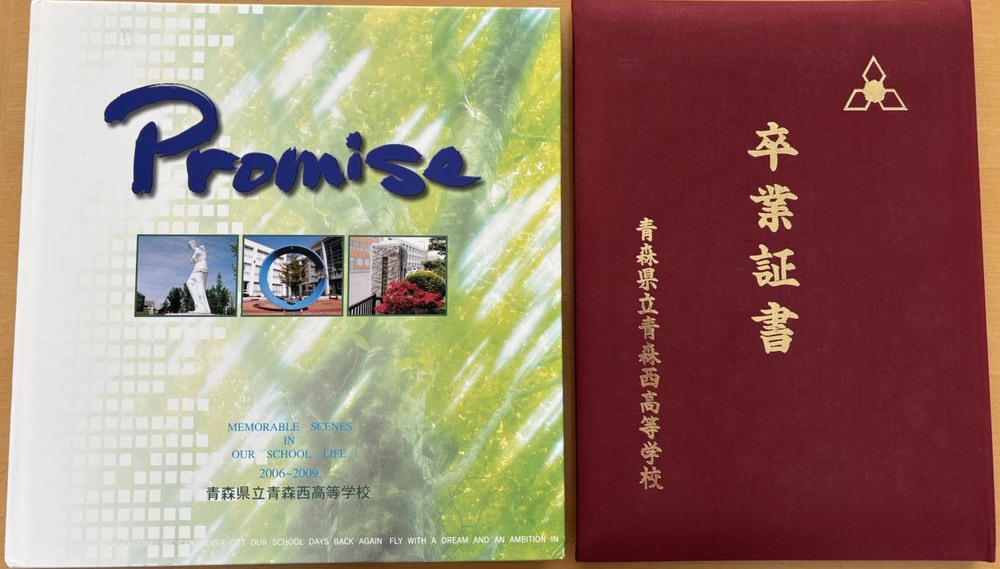 Promise
MEMORABLE SCENES
IN
OUR SCHOOL LIFE
2006~2009
青森県立青森西高等学校
WE CAN NEVER GET OUR SCHOOL DAYS BACK AGAIN FLY WITH A DREAM AND AN AMBITION IN
卒業証書
青森県立青森西高等学校